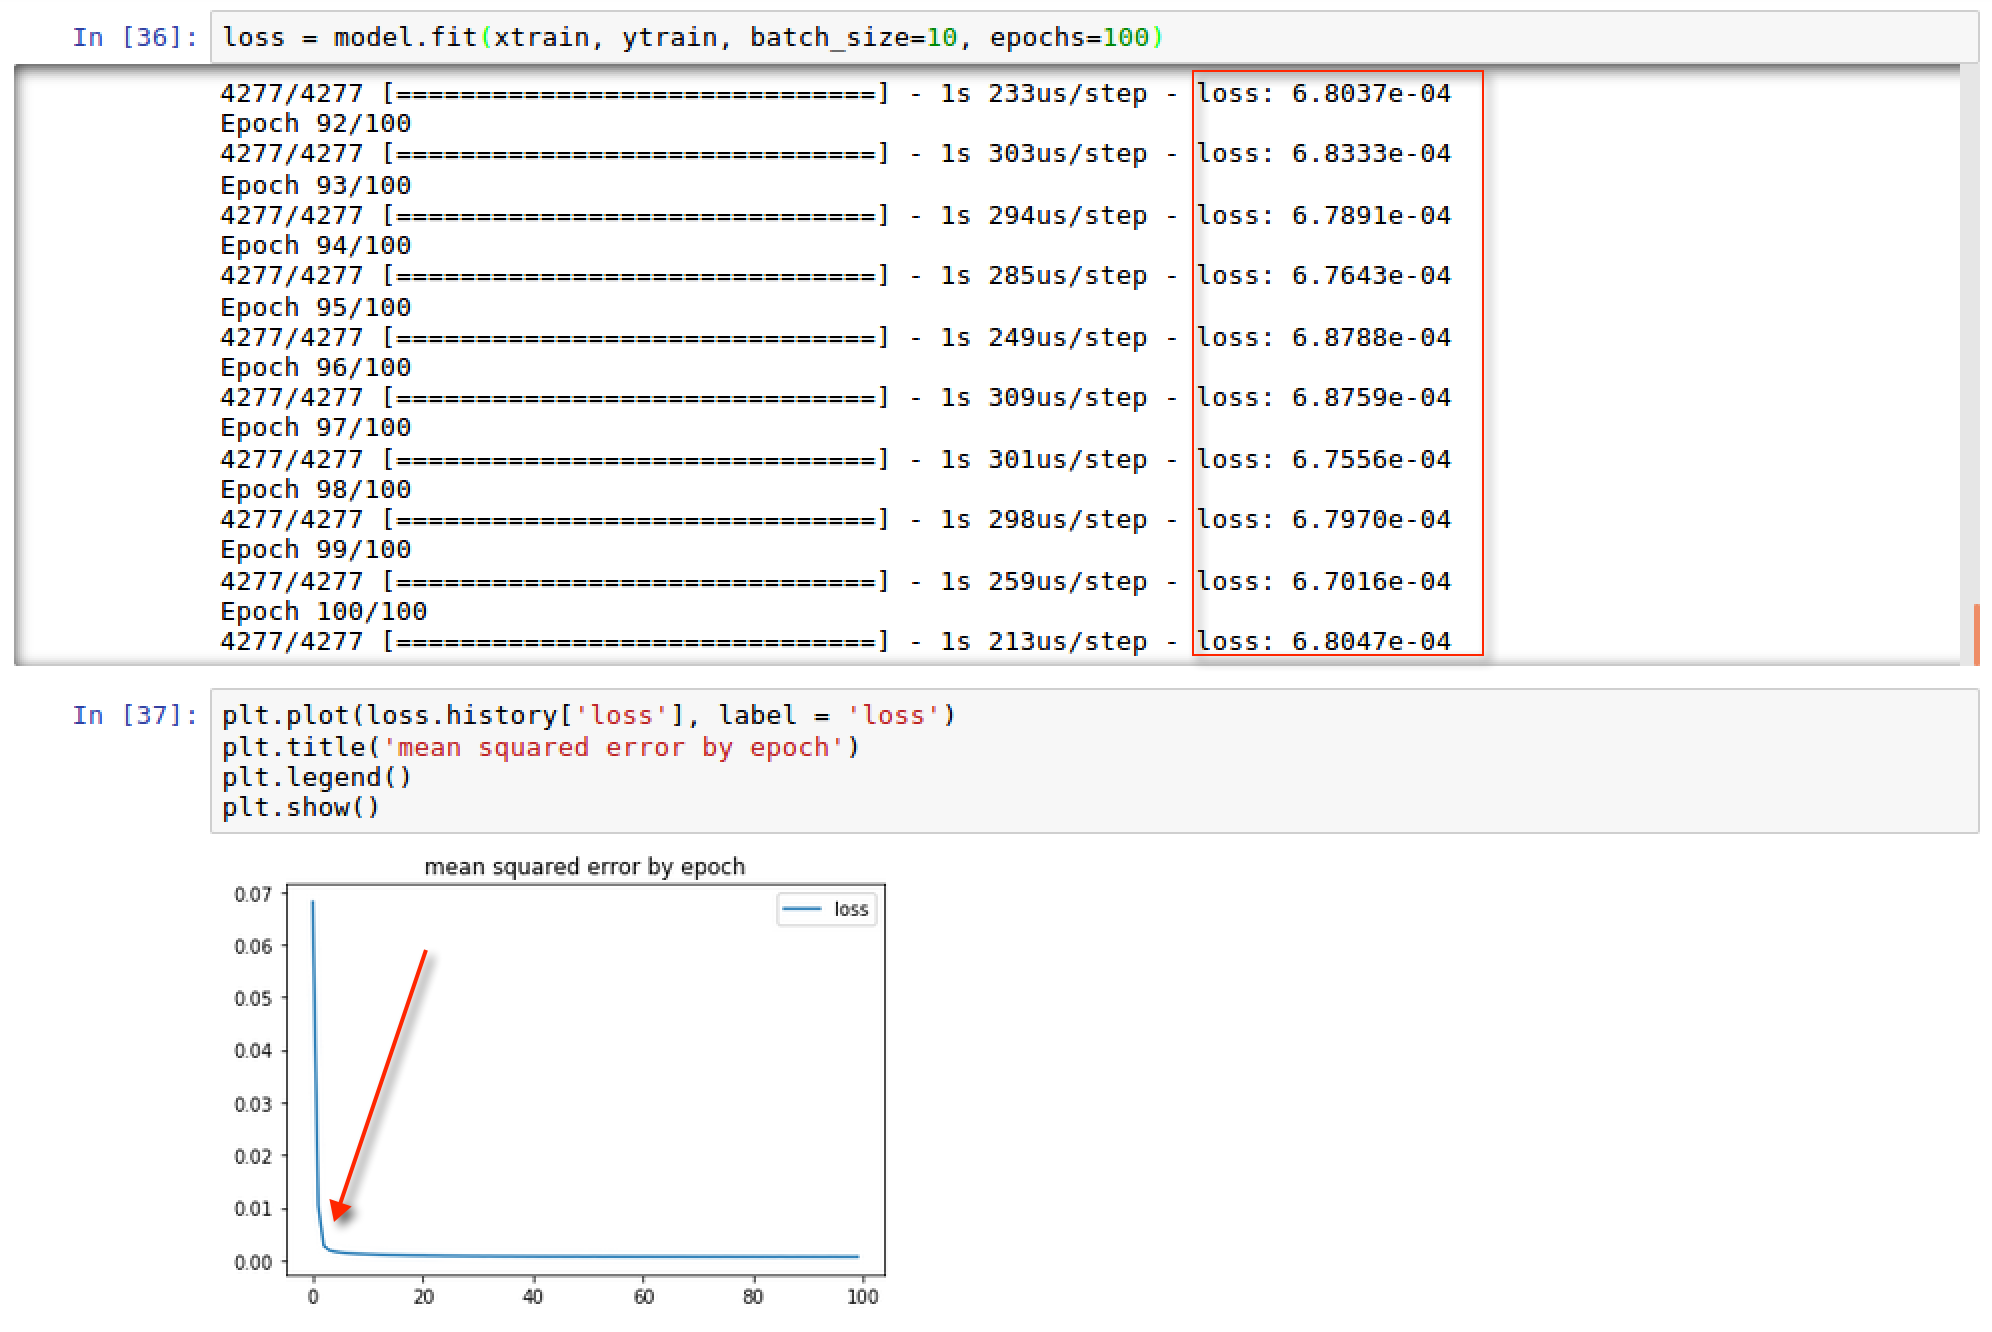 In [36]: loss = model.fit(xtrain, ytrain, batch_size=10, epochs=100)
4277/4277 [==============================] - 1s 233us/step - loss: 6.8037e-04
Epoch 92/100
4277/4277 [==============================] - 1s 303us/step - loss: 6.8333e-04
Epoch 93/100
4277/4277 [==============================] - 1s 294us/step - loss: 6.7891e-04
Epoch 94/100
4277/4277 [==============================] - 1s 285us/step - loss: 6.7643e-04
Epoch 95/100
4277/4277 [==============================] - 1s 249us/step - loss: 6.8788e-04
Epoch 96/100
4277/4277 [==============================] - 1s 309us/step - loss: 6.8759e-04
Epoch 97/100
4277/4277 [==============================] - 1s 301us/step - loss: 6.7556e-04
Epoch 98/100
4277/4277 [==============================] - 1s 298us/step - loss: 6.7970e-04
Epoch 99/100
4277/4277 [==============================] - 1s 259us/step - loss: 6.7016e-04
Epoch 100/100
4277/4277 [==============================] - 1s 213us/step - loss: 6.8047e-04
In [37]: plt.plot(loss.history['loss'], label = 'loss')
plt.title('mean squared error by epoch')
plt.legend()
plt.show()
mean squared error by epoch
loss
0.07
0.06
0.05
0.04
0.03
0.02
0.01
0.00
0 20 40 60 80 100